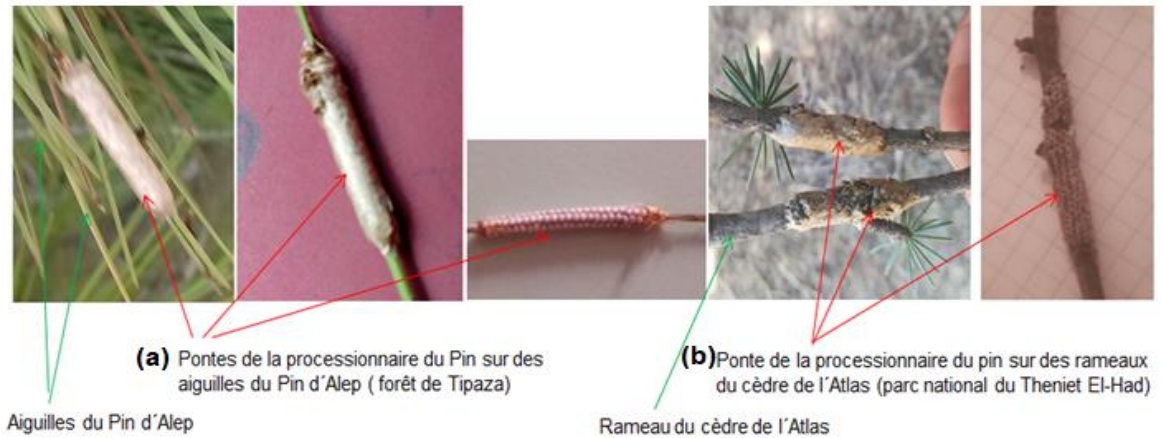 (a) Pontes de la processionnaire du Pin sur des
aiguilles du Pin d´Alep ( forêt de Tipaza)
Aiguilles du Pin d´Alep
(b) Ponte de la processionnaire du pin sur des rameaux
du cèdre de l´Atlas (parc national du Theniet El-Had)
Rameau du cèdre de l´Atlas